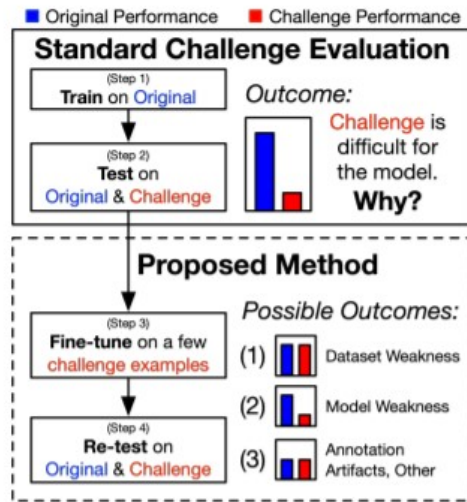 Original Performance Challenge Performance
Standard Challenge Evaluation
(Step 1)
Train on Original
(Step 2)
Test on
Original & Challenge
Outcome:
Challenge is
difficult for
the model.
Why?
Proposed Method
(Step 3)
Fine-tune on a few
challenge examples
(Step 4)
Re-test on
Original & Challenge
Possible Outcomes:
(1) Dataset Weakness
(2) Model Weakness
(3) Annotation
Artifacts, Other